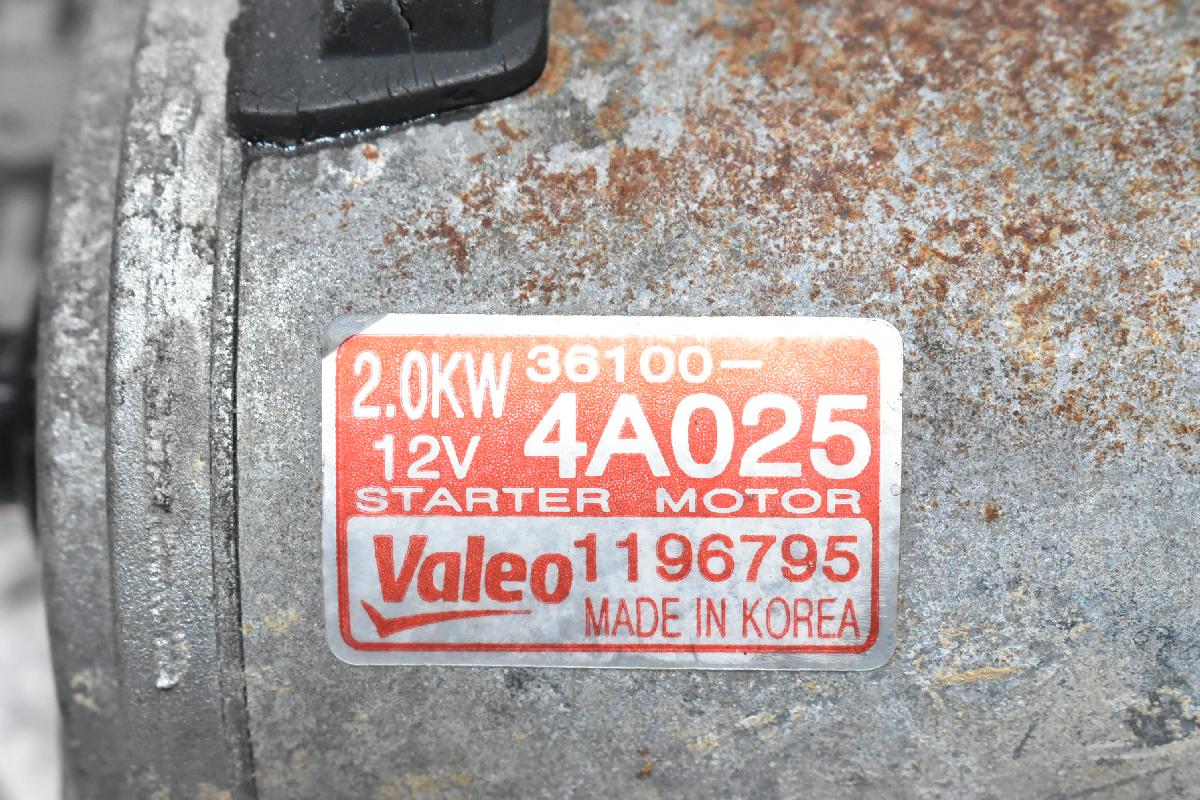 2.0KW 36100-
12V 4A025
STARTER MOTOR
Valeo 1196795
MADE IN KOREA